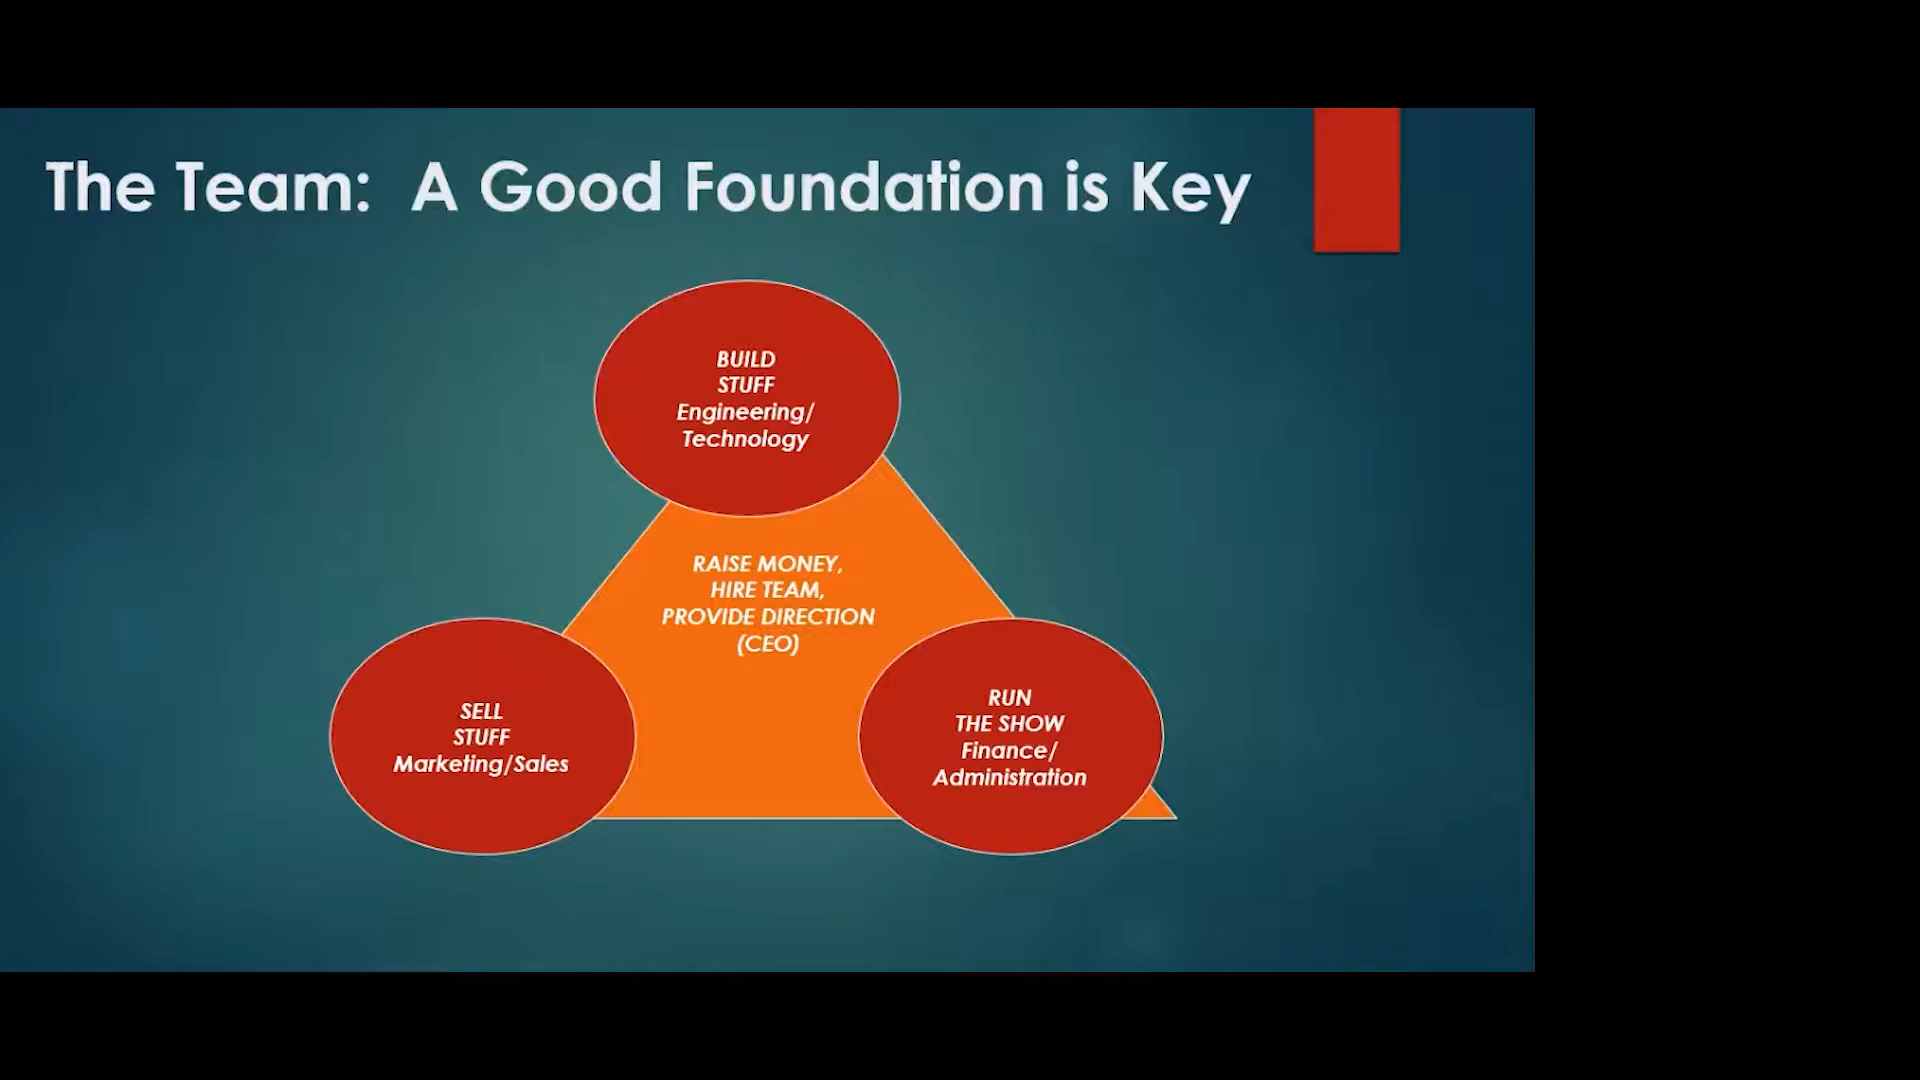 The Team: A Good Foundation is Key
BUILD
STUFF
Engineering/
Technology
RAISE MONEY,
HIRE TEAM,
PROVIDE DIRECTION
(CEO)
SELL
STUFF
Marketing/Sales
RUN
THE SHOW
Finance/
Administration